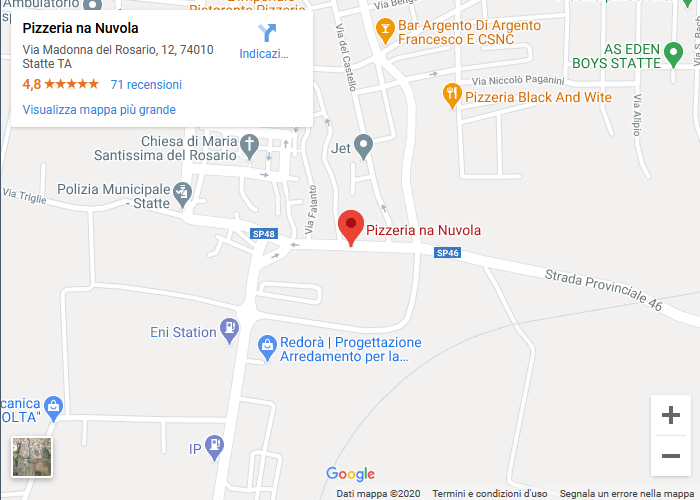 Ambulatorio
D'Imperiale
Ristorante Pizzeria
Pizzeria na Nuvola
Via Madonna del Rosario, 12, 74010
Statte TA
4,8 71 recensioni
Visualizza mappa più grande
Indicazi...
Bar Argento Di Argento
Francesco E CSNC
Via del Castello
AS EDEN
BOYS STATTE
Via Niccolò Paganini
Pizzeria Black And Wite
Via Alipio
Via S. Bac
Chiesa di Maria
Santissima del Rosario
Jet
Via Triglie
Polizia Municipale
- Statte
Via Falanto
SP48
Pizzeria na Nuvola
SP46
Strada Provinciale 46
Eni Station
Redorà | Progettazione
Arredamento per la...
canica
OLTA"
IP
Google
Dati mappa ©2020 Termini e condizioni d'uso Segnala un errore nella mappa